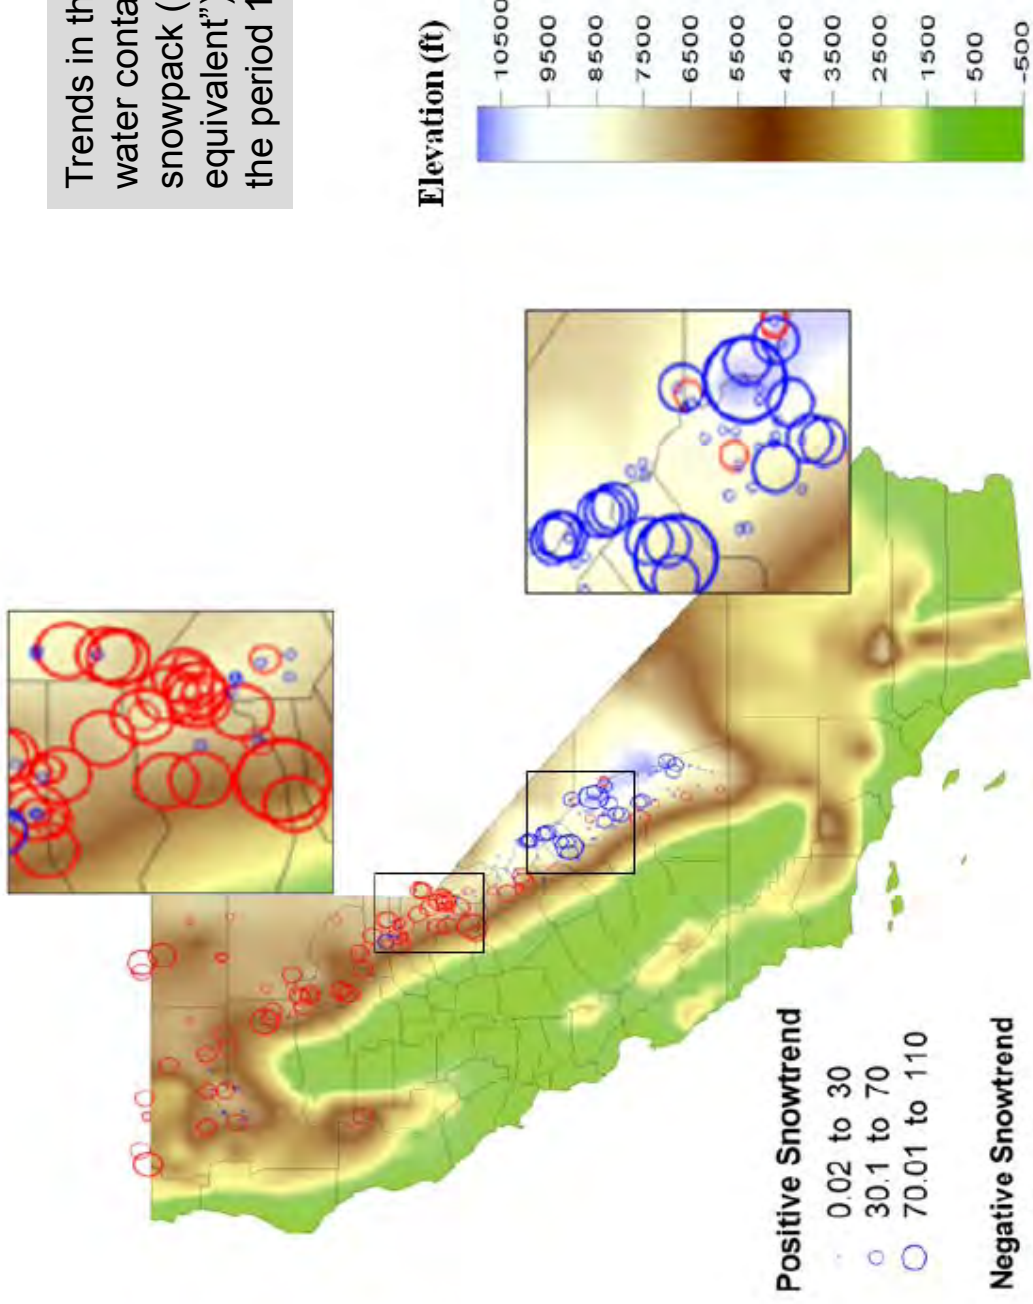 Trends in th
water conta
snowpack (
equivalent")
the period 1
Elevation (ft)
10500
9500
8500
7500
6500
5500
4500
3500
2500
1500
500
-500
Positive Snowtrend
0.02 to 30
30.1 to 70
70.01 to 110
Negative Snowtrend